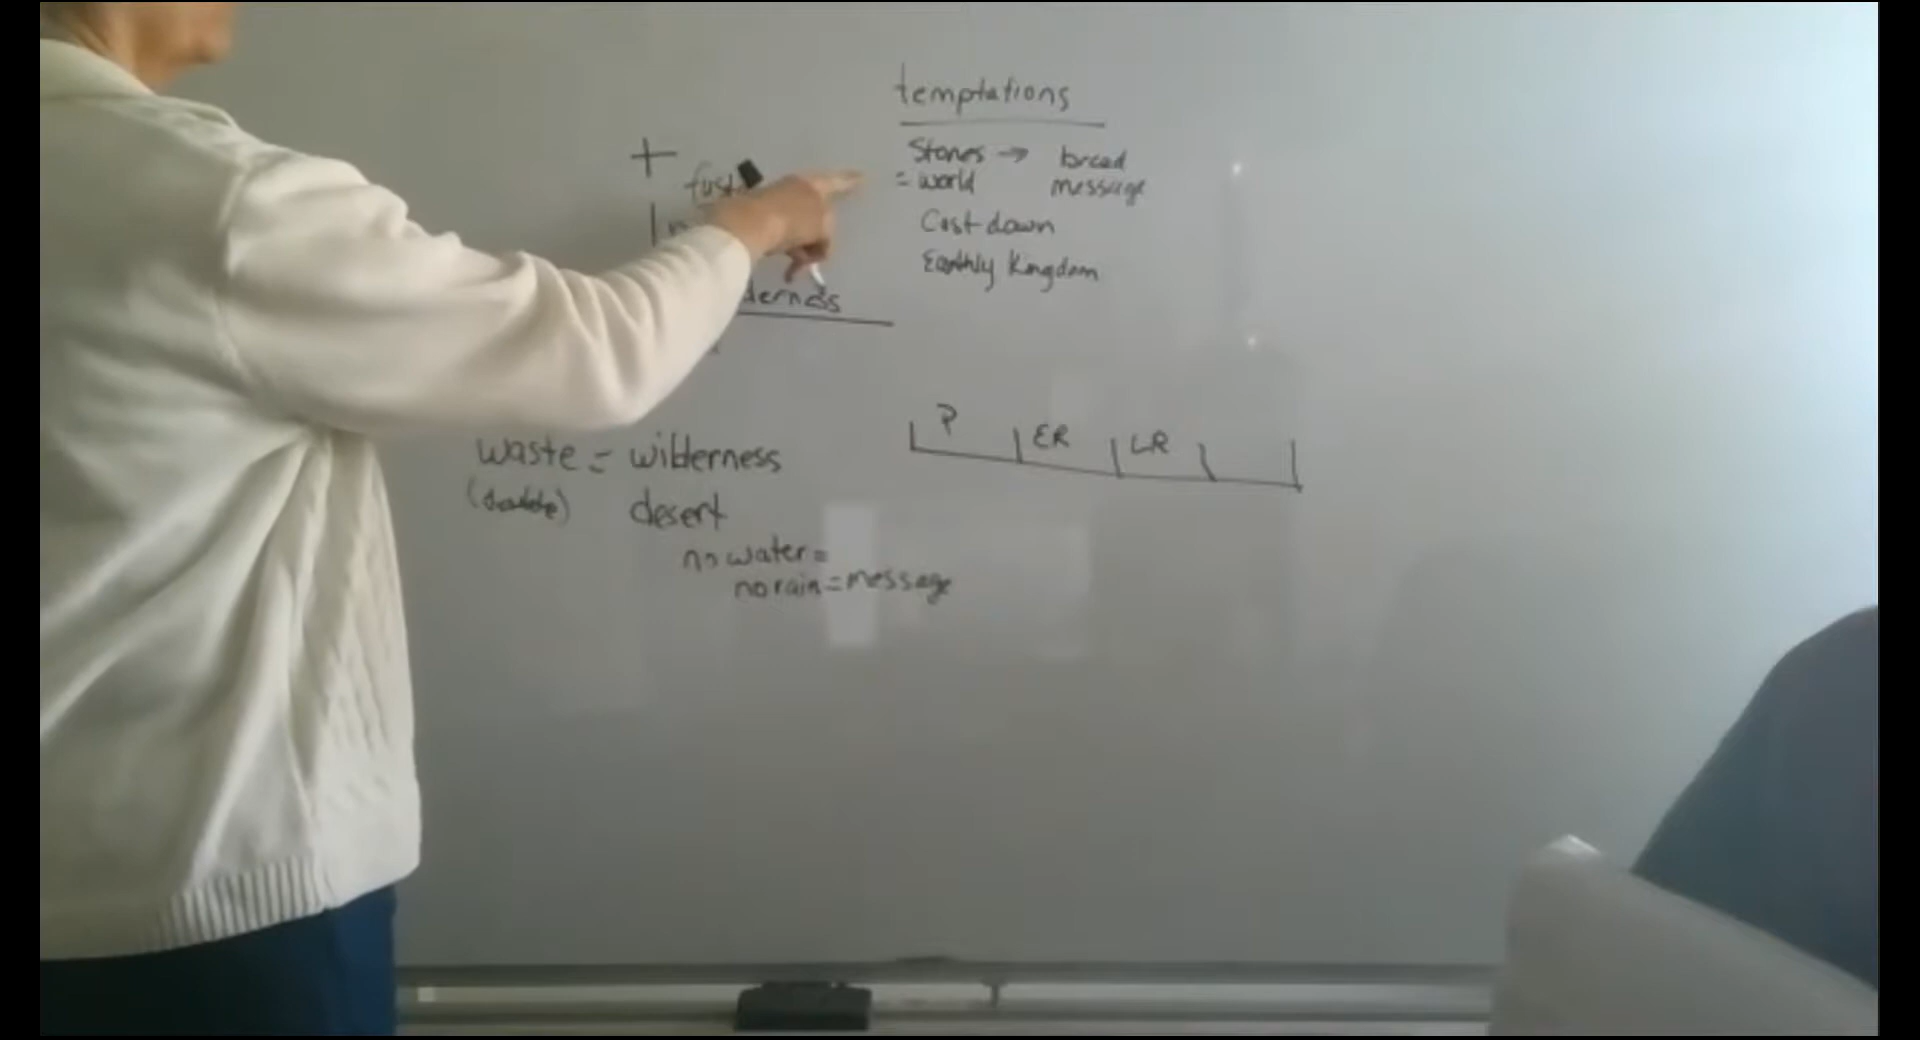 temptations
Stones → bread
= world message
Cast down
Earthly Kingdom
+
fast
derness
P ER LR
waste = wilderness
(double) desert
no water =
no rain = message